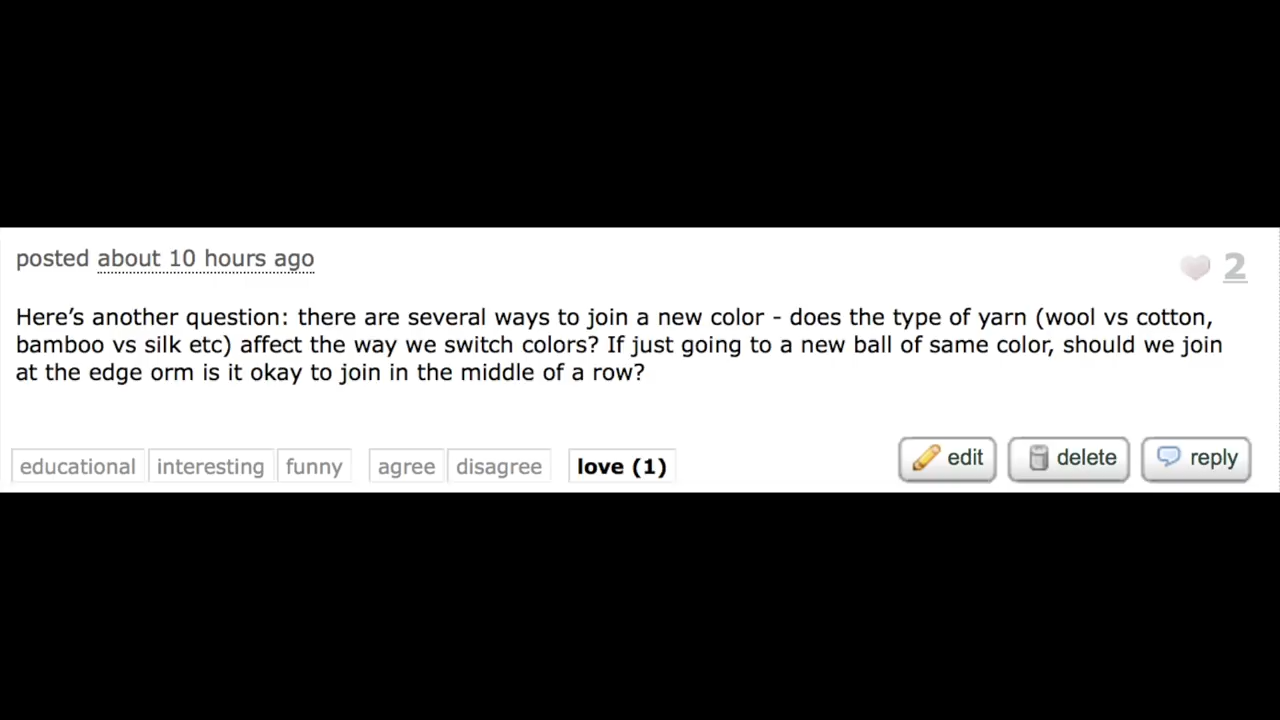 posted about 10 hours ago
2
Here’s another question: there are several ways to join a new color - does the type of yarn (wool vs cotton,
bamboo vs silk etc) affect the way we switch colors? If just going to a new ball of same color, should we join
at the edge orm is it okay to join in the middle of a row?
educational interesting funny agree disagree love (1) edit delete reply